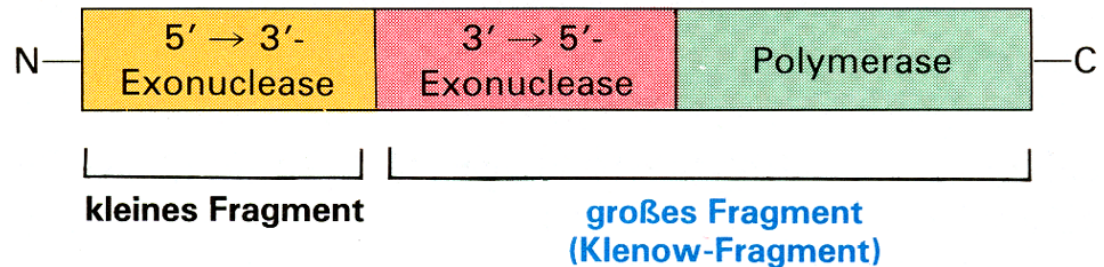 N
5′ → 3′-
Exonuclease
3′ → 5′-
Exonuclease
Polymerase
C
kleines Fragment
großes Fragment
(Klenow-Fragment)